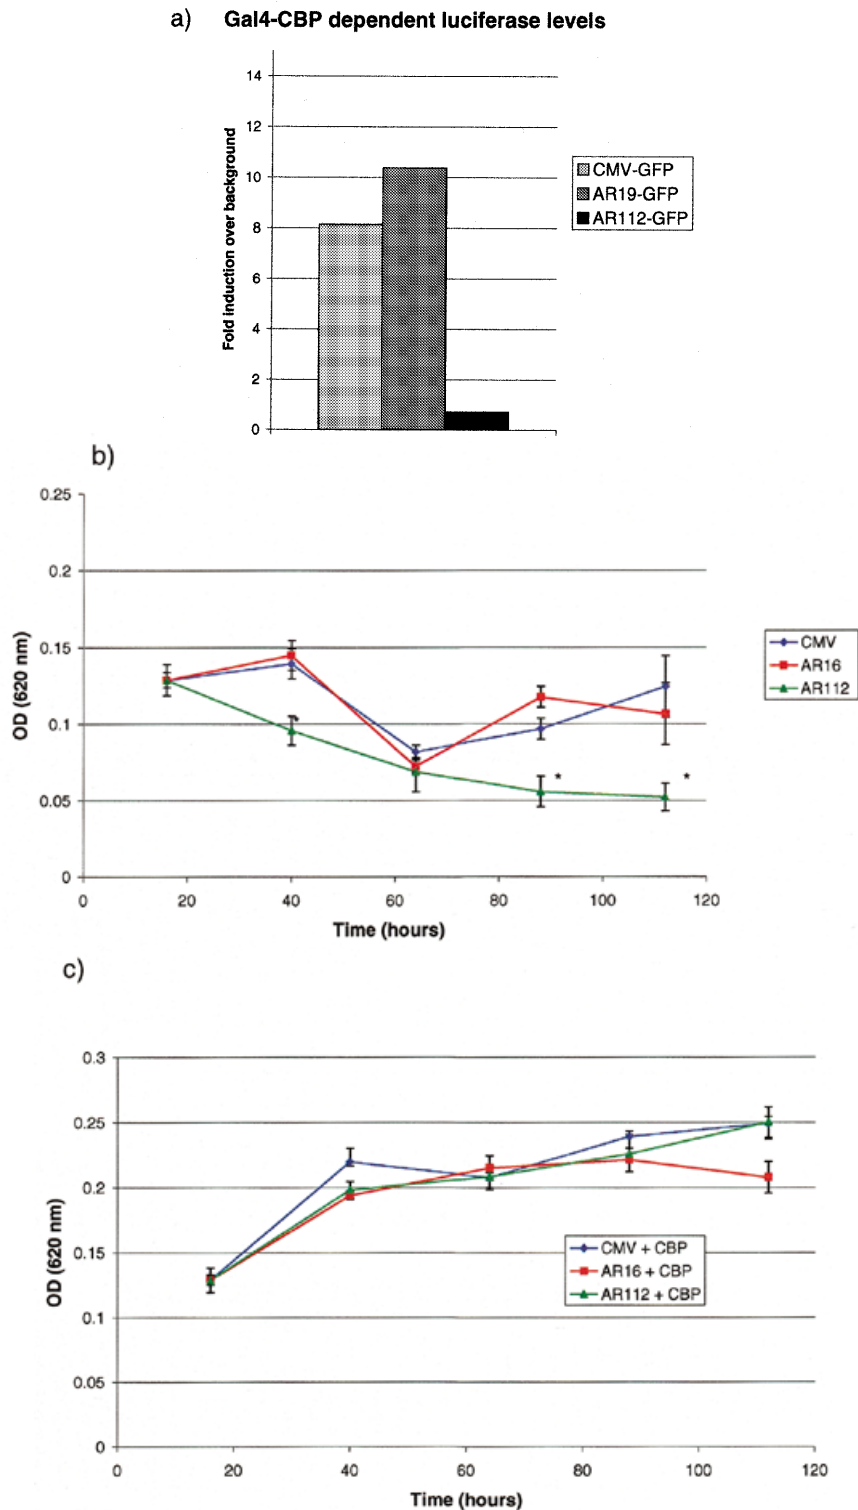 a) Gal4-CBP dependent luciferase levels
Fold induction over background
14
12
10
8
6
4
2
0
CMV-GFP
AR19-GFP
AR112-GFP
b)
OD (620 nm)
0.25
0.2
0.15
0.1
0.05
0
*
*
*
0 20 40 60 80 100 120
Time (hours)
CMV
AR16
AR112
c)
OD (620 nm)
0.3
0.25
0.2
0.15
0.1
0.05
0
CMV + CBP
AR16 + CBP
AR112 + CBP
0 20 40 60 80 100 120
Time (hours)